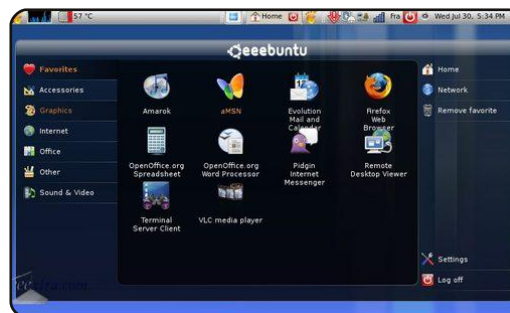 57 °C
Home
Fra
Wed Jul 30, 5:34 PM
eeebuntu
Favorites
Accessories
Graphics
Internet
Office
Other
Sound & Video
Amarok
aMSN
Evolution
Mail and
Calendar
Firefox
Web
Browser
OpenOffice.org
Spreadsheet
OpenOffice.org
Word Processor
Pidgin
Internet
Messenger
Remote
Desktop Viewer
Terminal
Server Client
VLC media player
Home
Network
Remove favorite
Settings
Log off